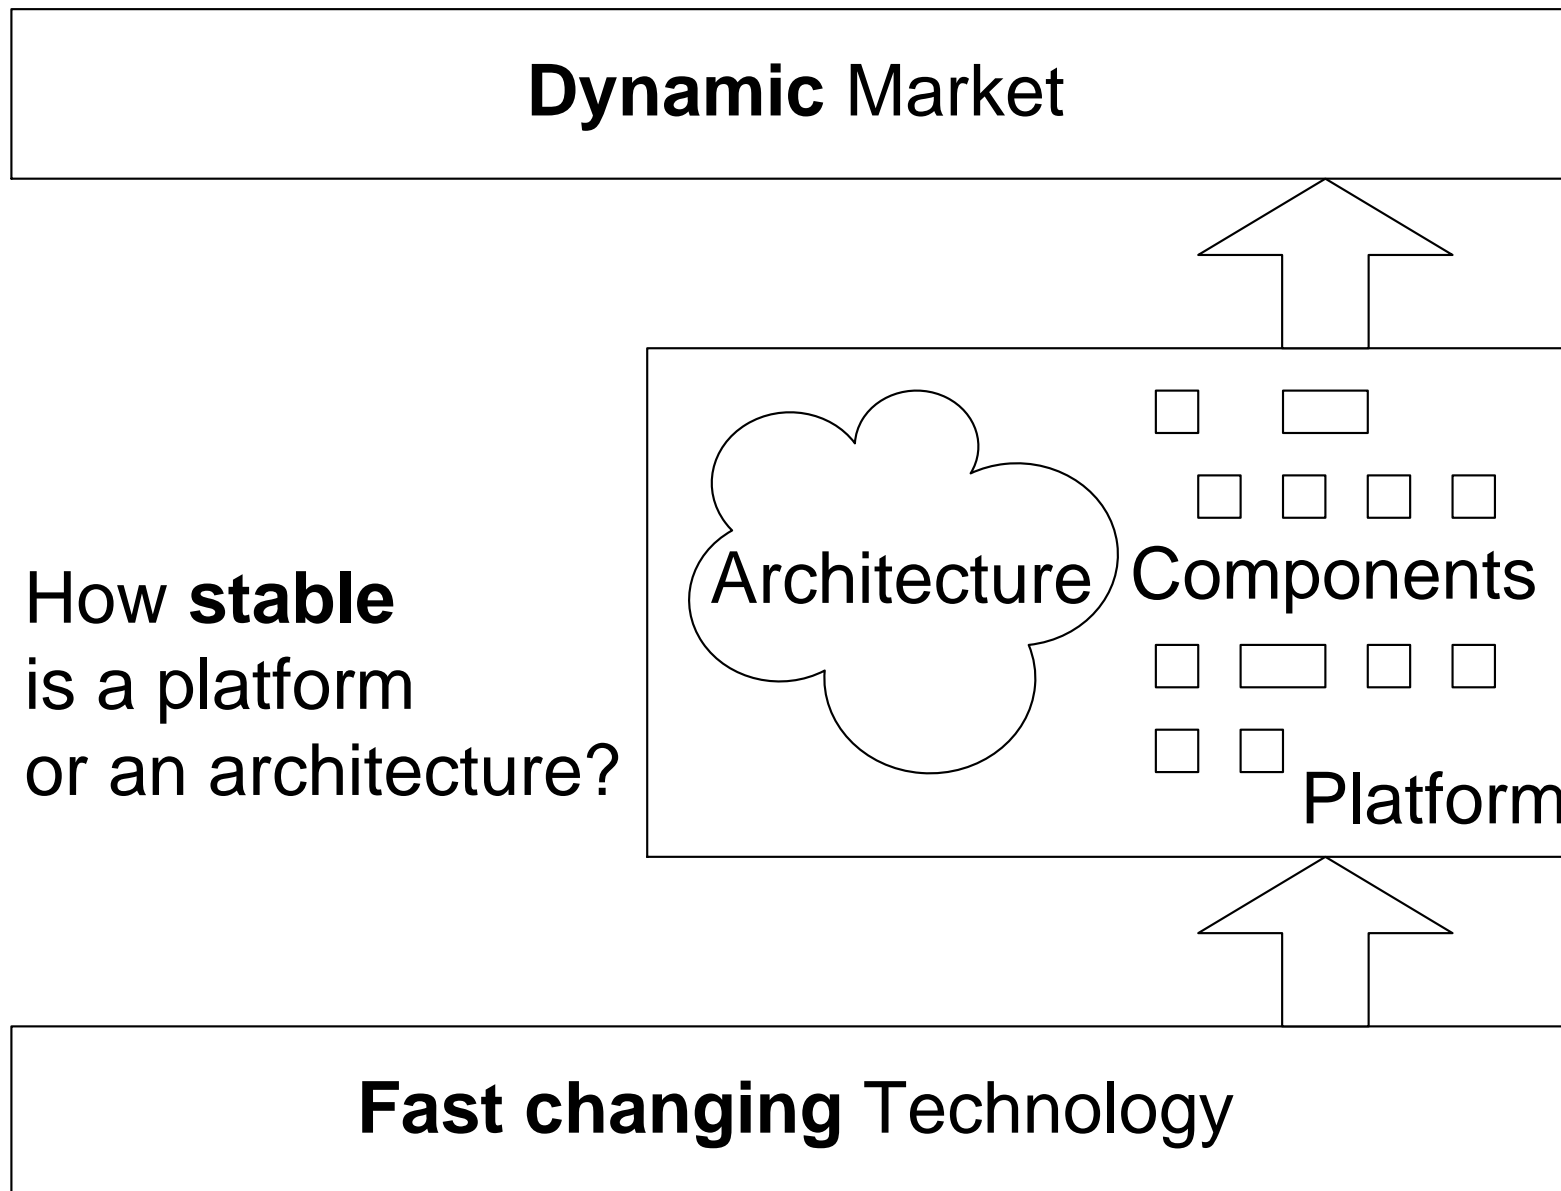 Dynamic Market
How stable
is a platform
or an architecture?
Architecture
Components
Platform
Fast changing Technology